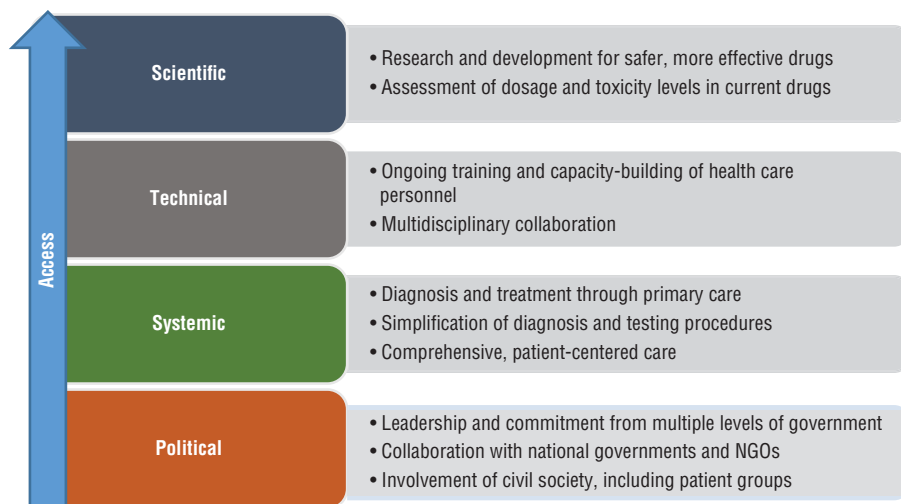 Access
Scientific
• Research and development for safer, more effective drugs
• Assessment of dosage and toxicity levels in current drugs
Technical
• Ongoing training and capacity-building of health care
personnel
• Multidisciplinary collaboration
Systemic
• Diagnosis and treatment through primary care
• Simplification of diagnosis and testing procedures
• Comprehensive, patient-centered care
Political
• Leadership and commitment from multiple levels of government
• Collaboration with national governments and NGOs
• Involvement of civil society, including patient groups